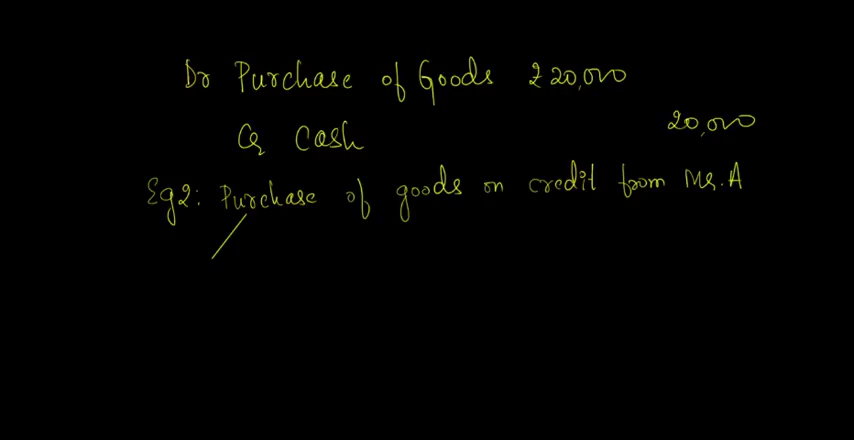 Dr Purchase of Goods ₹20,000
Cr Cash 20,000
Eg2: Purchase of goods on credit from Mr. A